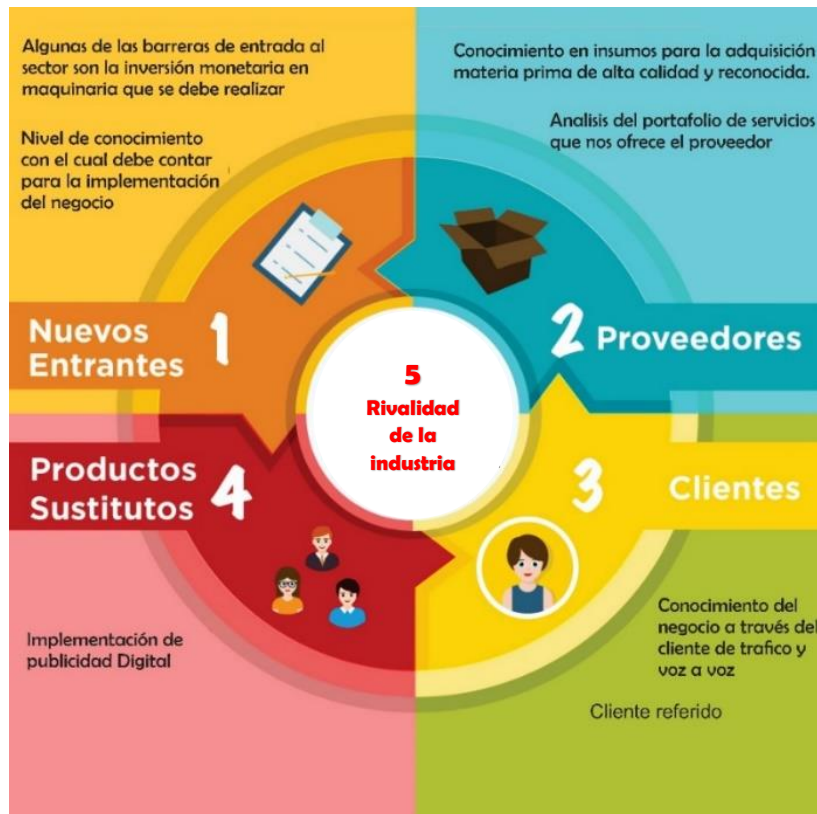 Algunas de las barreras de entrada al
sector son la inversión monetaria en
maquinaria que se debe realizar
Nivel de conocimiento
con el cual debe contar
para la implementación
del negocio
Conocimiento en insumos para la adquisición
materia prima de alta calidad y reconocida.
Analisis del portafolio de servicios
que nos ofrece el proveedor
Nuevos
Entrantes
1
2
Proveedores
5
Rivalidad
de la
industria
Productos
Sustitutos
4
3
Clientes
Implementación de
publicidad Digital
Conocimiento del
negocio a través del
cliente de trafico y
voz a voz
Cliente referido